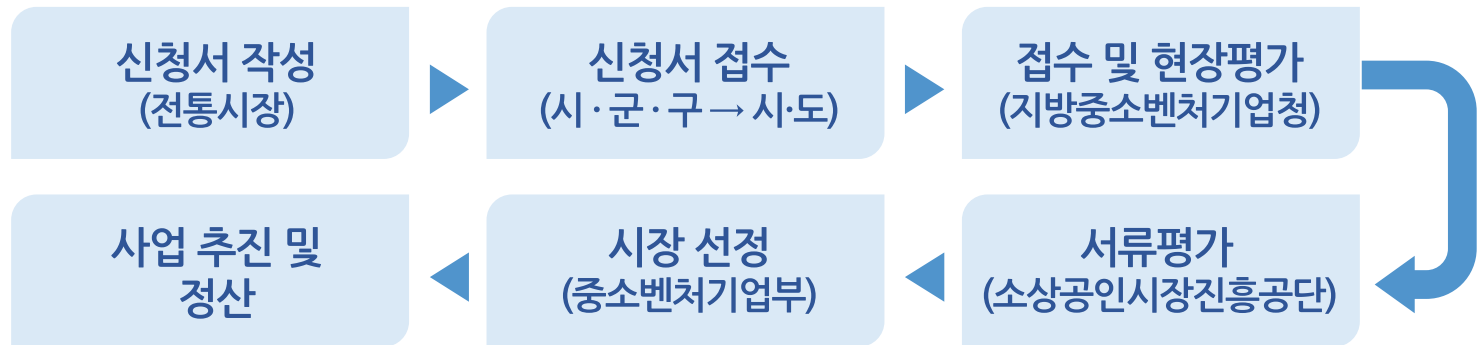 신청서 작성
(전통시장)
신청서 접수
(시·군·구→시·도)
접수 및 현장평가
(지방중소벤처기업청)
서류평가
(소상공인시장진흥공단)
시장 선정
(중소벤처기업부)
사업 추진 및
정산